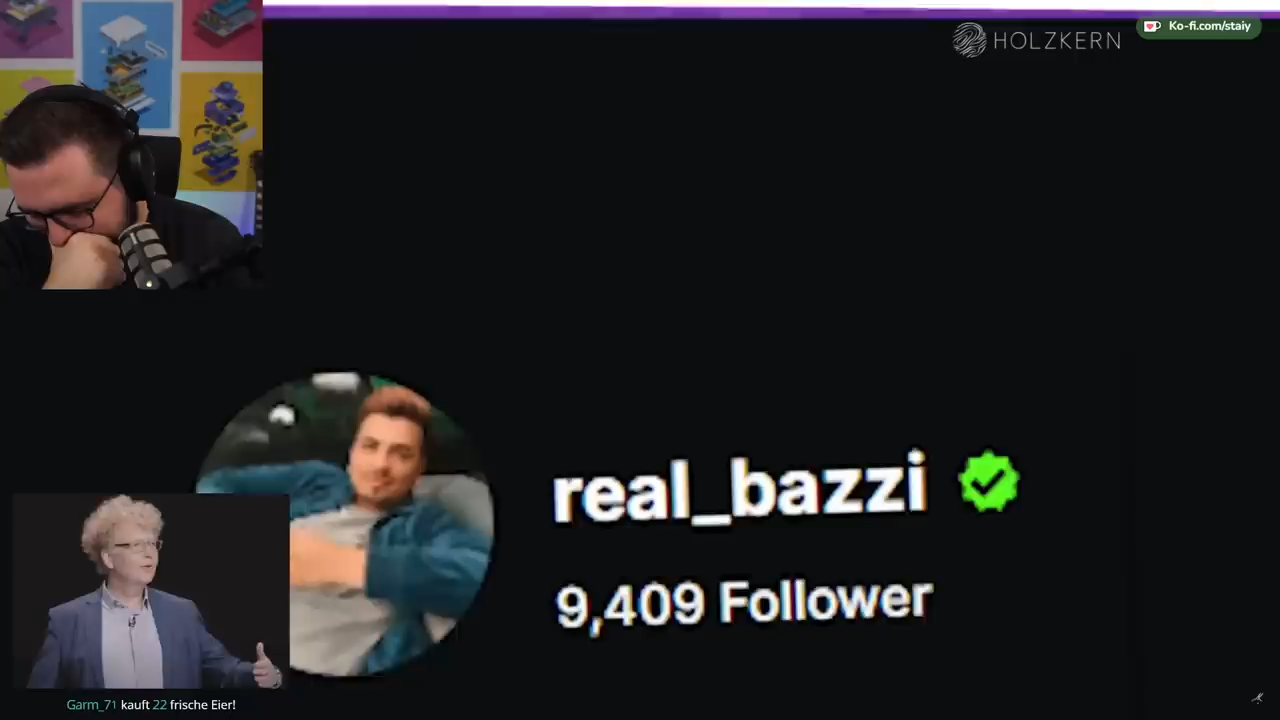 HOLZKERN
Ko-fi.com/staiy
real_bazzi
9,409 Follower
Garm_71 kauft 22 frische Eier!